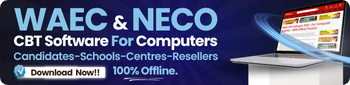 WAEC & NECO
CBT Software For Computers
Candidates-Schools-Centres-Resellers
Download Now!! 100% Offline.